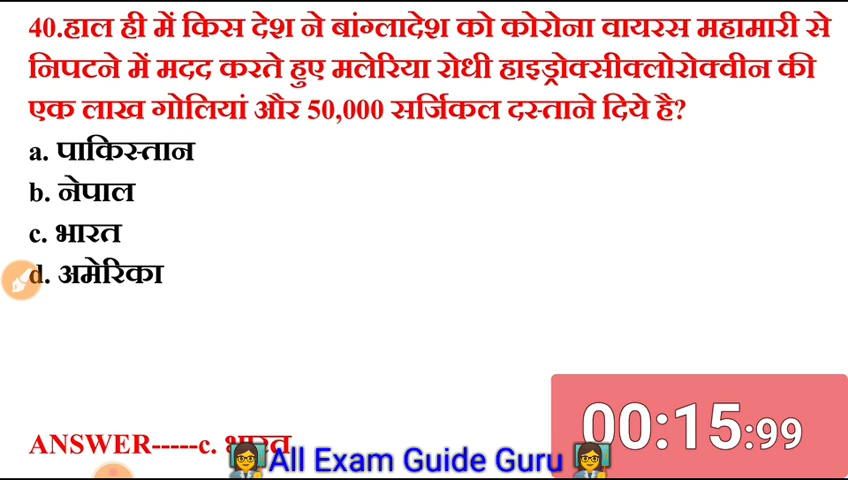 40.हाल ही में किस देश ने बांग्लादेश को कोरोना वायरस महामारी से
निपटने में मदद करते हुए मलेरिया रोधी हाइड्रोक्सीक्लोरोक्वीन की
एक लाख गोलियां और 50,000 सर्जिकल दस्ताने दिये है?
a. पाकिस्तान
b. नेपाल
c. भारत
d. अमेरिका
00:15:99
ANSWER-----c. भारत
All Exam Guide Guru